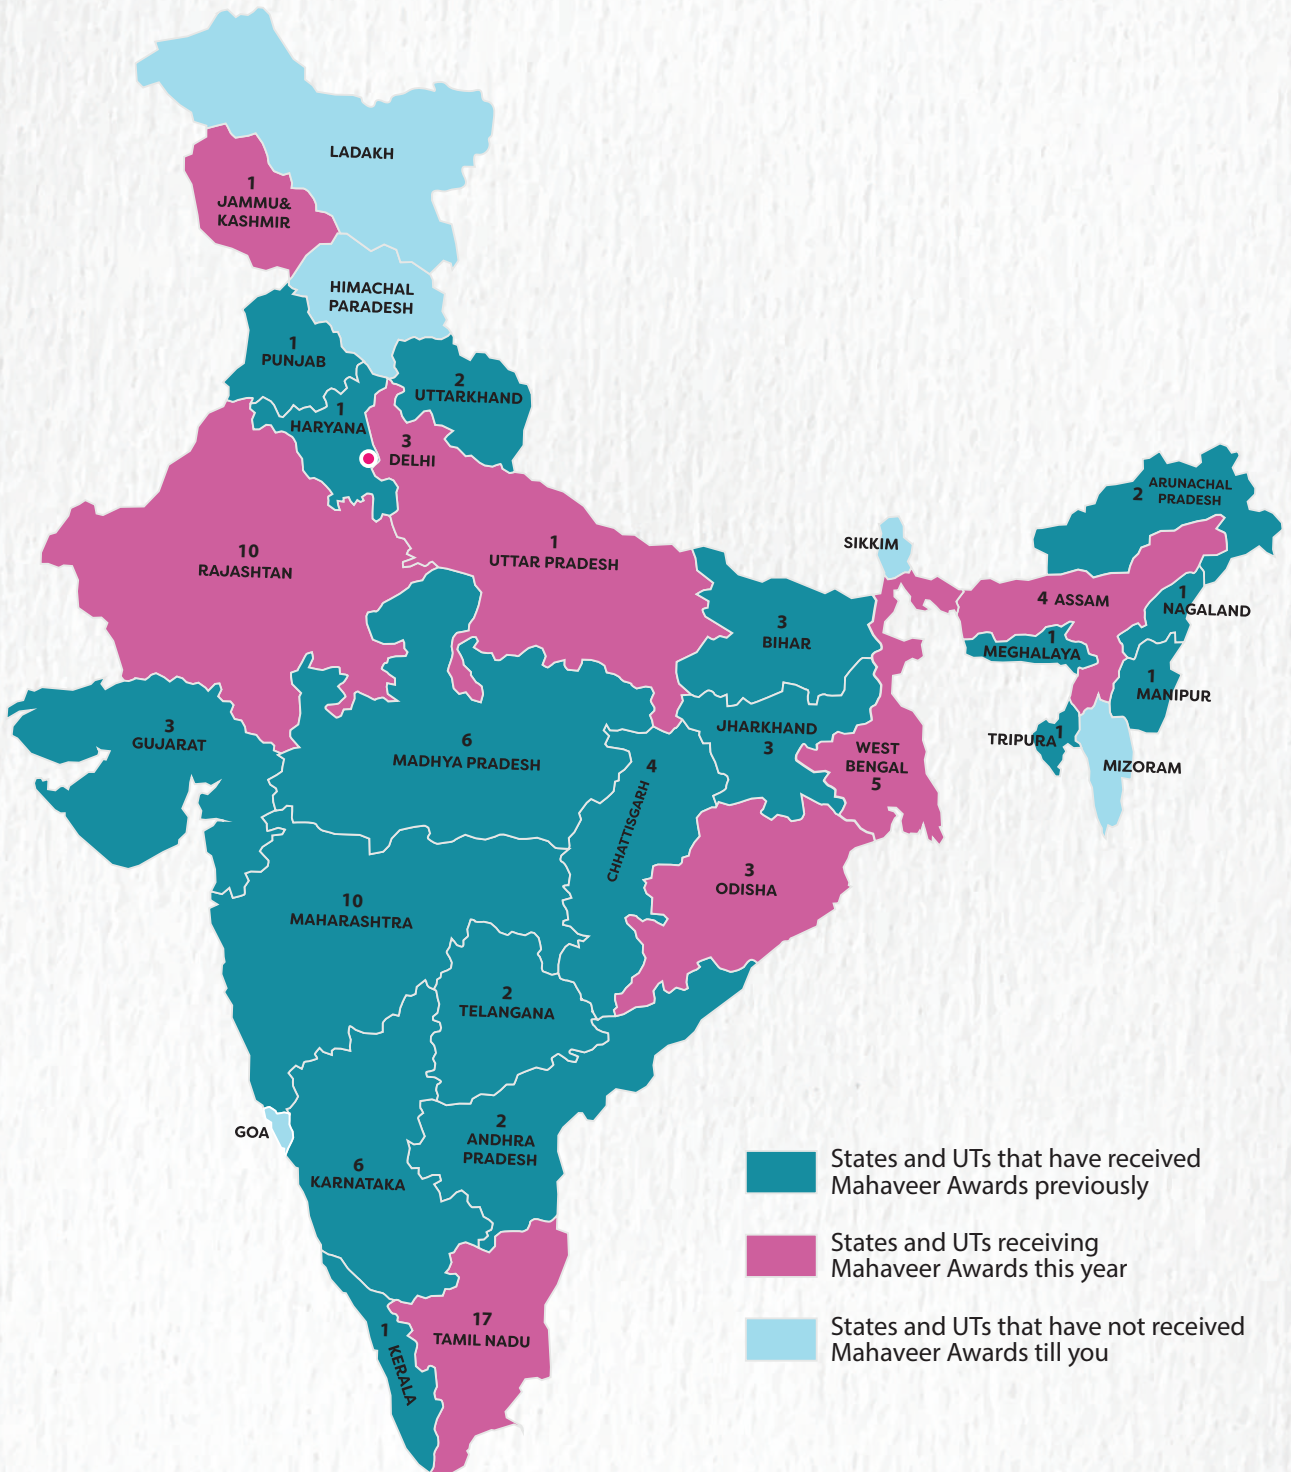 LADAKH
1
JAMMU&
KASHMIR
HIMACHAL
PARADESH
1
PUNJAB
2
UTTARKHAND
1
HARYANA
3
DELHI
10
RAJASHTAN
1
UTTAR PRADESH
SIKKIM
2
ARUNACHAL
PRADESH
4 ASSAM
1
NAGALAND
1
MEGHALAYA
1
MANIPUR
TRIPURA 1
MIZORAM
3
BIHAR
JHARKHAND
3
WEST
BENGAL
5
3
GUJARAT
6
MADHYA PRADESH
4
CHHATTISGARH
3
ODISHA
10
MAHARASHTRA
2
TELANGANA
GOA
6
KARNATAKA
2
ANDHRA
PRADESH
1
KERALA
17
TAMIL NADU
States and UTs that have received
Mahaveer Awards previously
States and UTs receiving
Mahaveer Awards this year
States and UTs that have not received
Mahaveer Awards till you